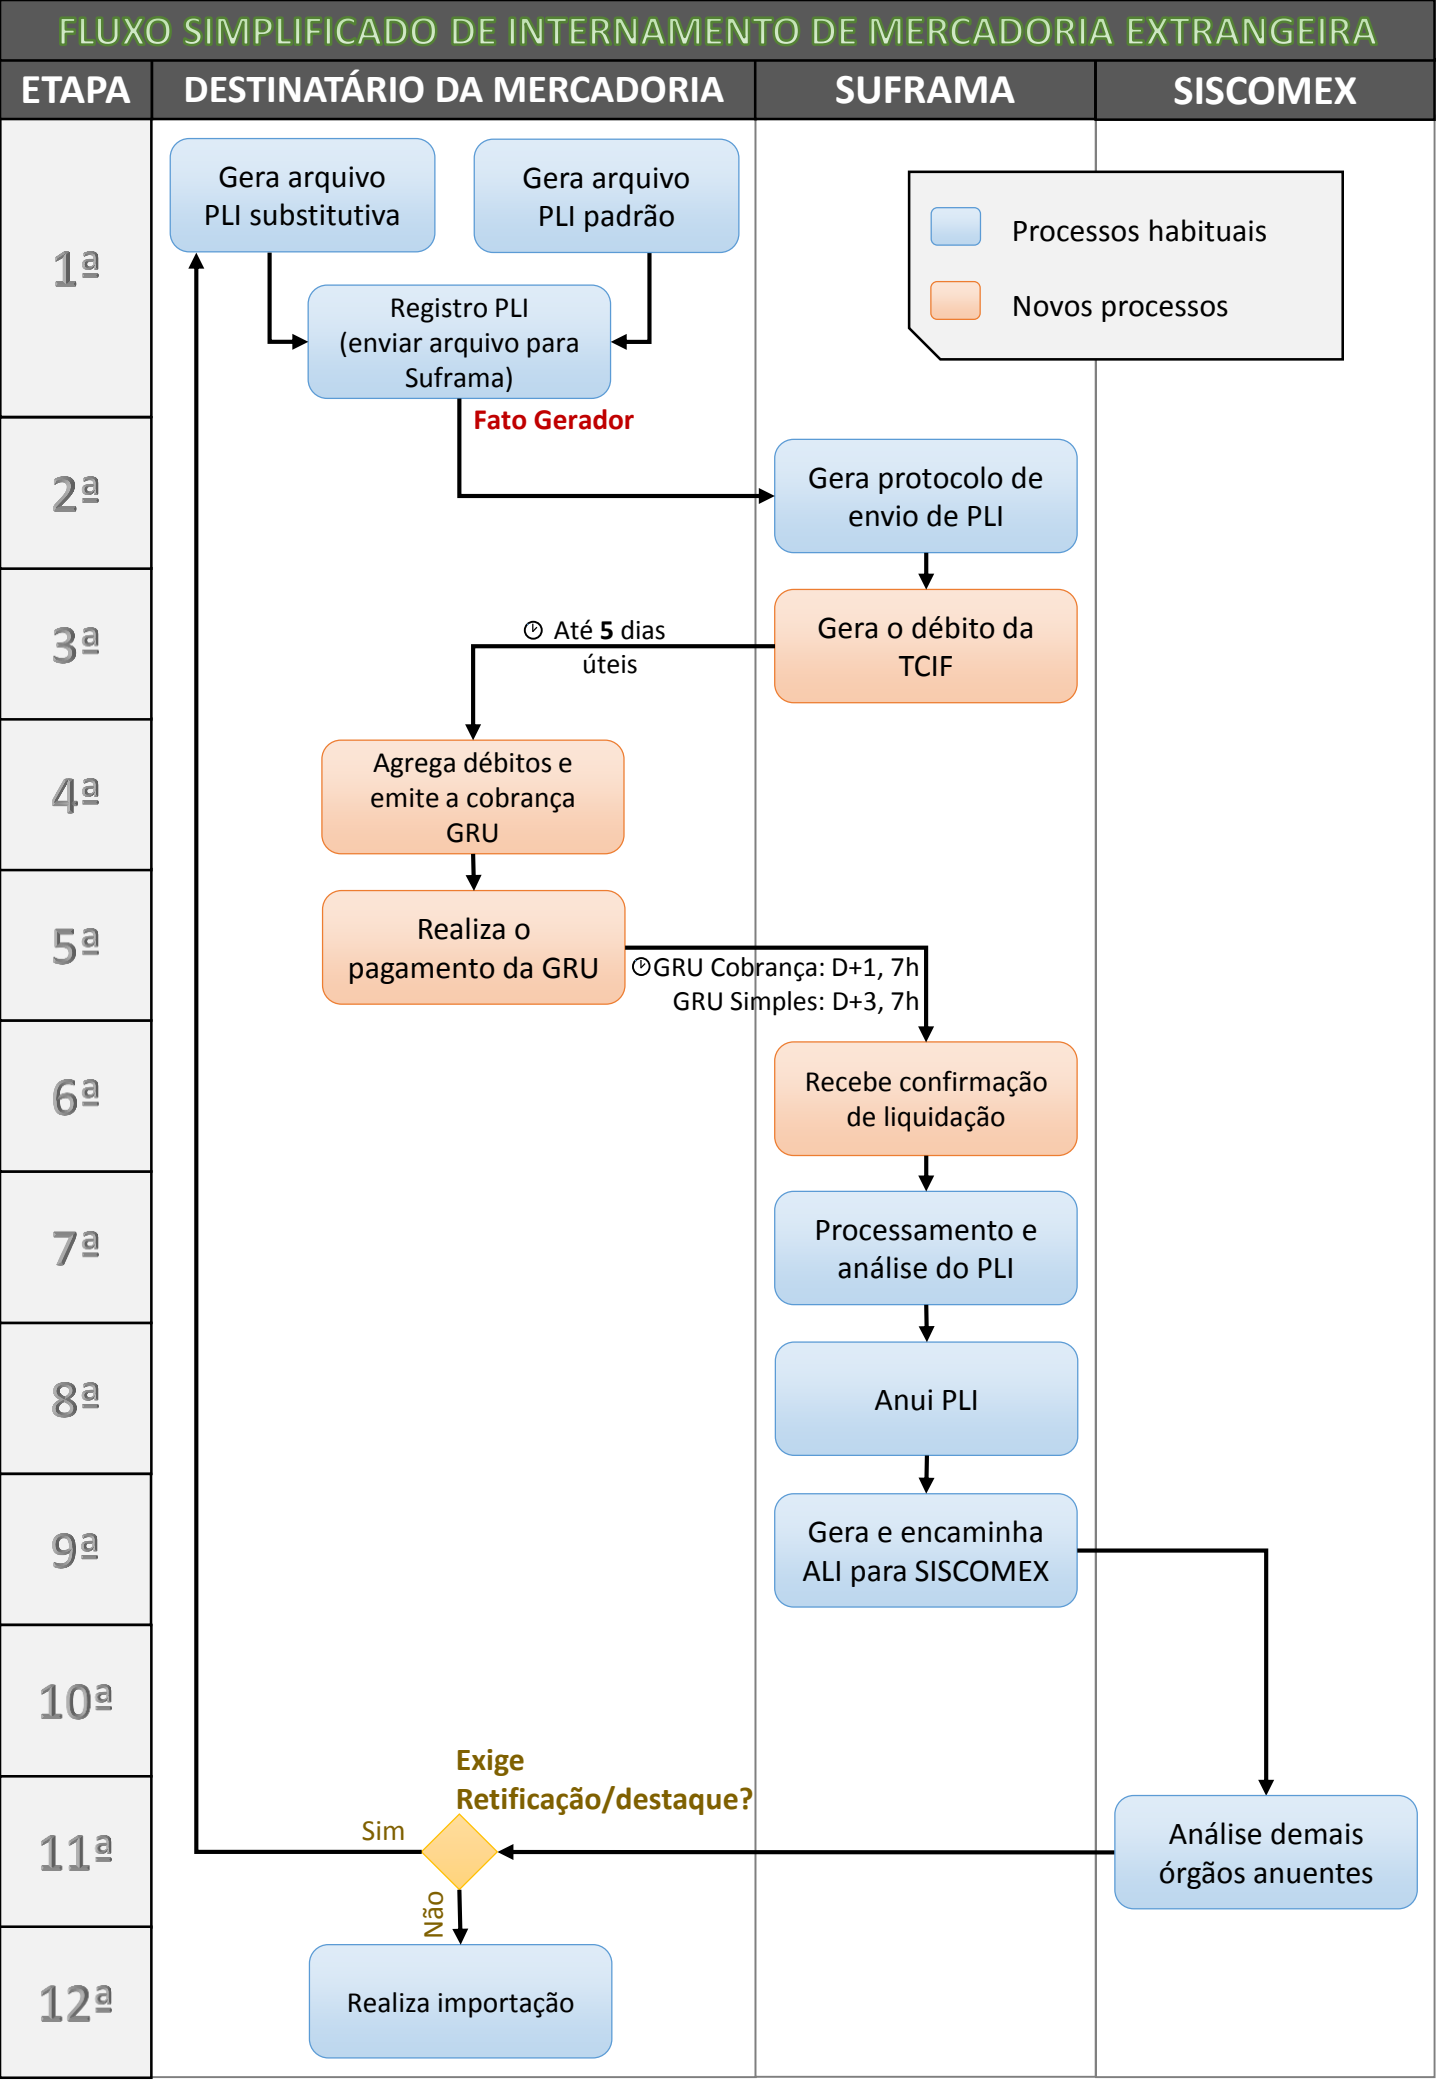 FLUXO SIMPLIFICADO DE INTERNAMENTO DE MERCADORIA EXTRANGEIRA
ETAPA
DESTINATÁRIO DA MERCADORIA
SUFRAMA
SISCOMEX
1ª
Gera arquivo
PLI substitutiva
Gera arquivo
PLI padrão
Processos habituais
Novos processos
Registro PLI
(enviar arquivo para
Suframa)
Fato Gerador
2ª
Gera protocolo de
envio de PLI
3ª
Até 5 dias
úteis
Gera o débito da
TCIF
4ª
Agrega débitos e
emite a cobrança
GRU
5ª
Realiza o
pagamento da GRU
GRU Cobrança: D+1, 7h
GRU Simples: D+3, 7h
6ª
Recebe confirmação
de liquidação
7ª
Processamento e
análise do PLI
8ª
Anui PLI
9ª
Gera e encaminha
ALI para SISCOMEX
10ª
Exige
Retificação/destaque?
11ª
Sim
Não
Análise demais
órgãos anuentes
12ª
Realiza importação